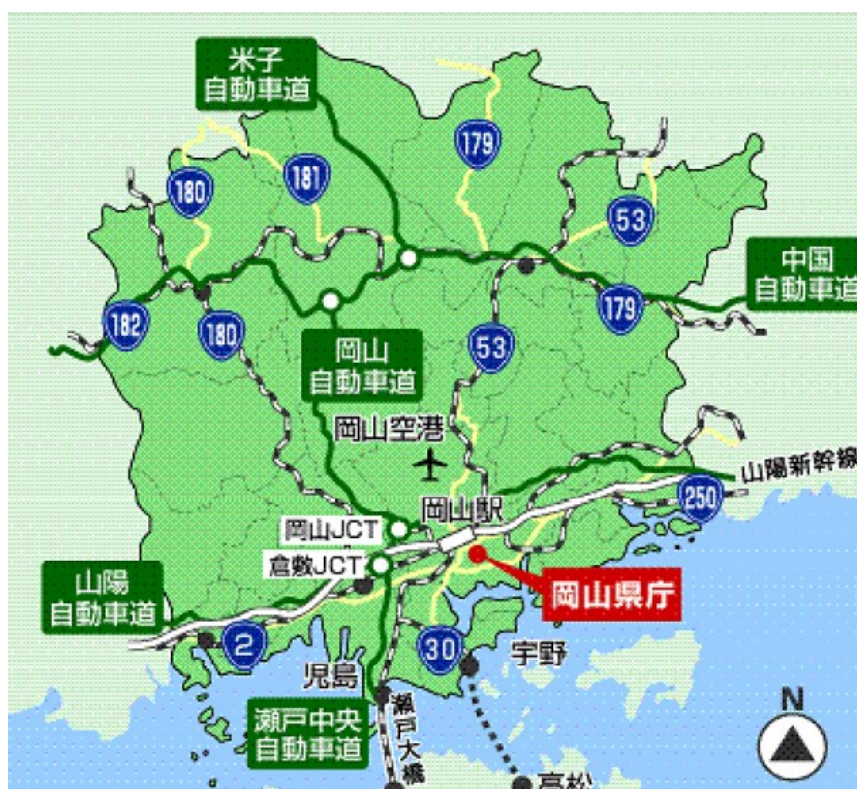 米子
自動車道
179
180
181
53
中国
自動車道
182
180
179
53
岡山
自動車道
岡山空港
山陽新幹線
岡山駅
250
岡山JCT
倉敷JCT
岡山県庁
山陽
自動車道
2
30
宇野
児島
瀬戸中央
自動車道
瀬戸大橋
N
高松